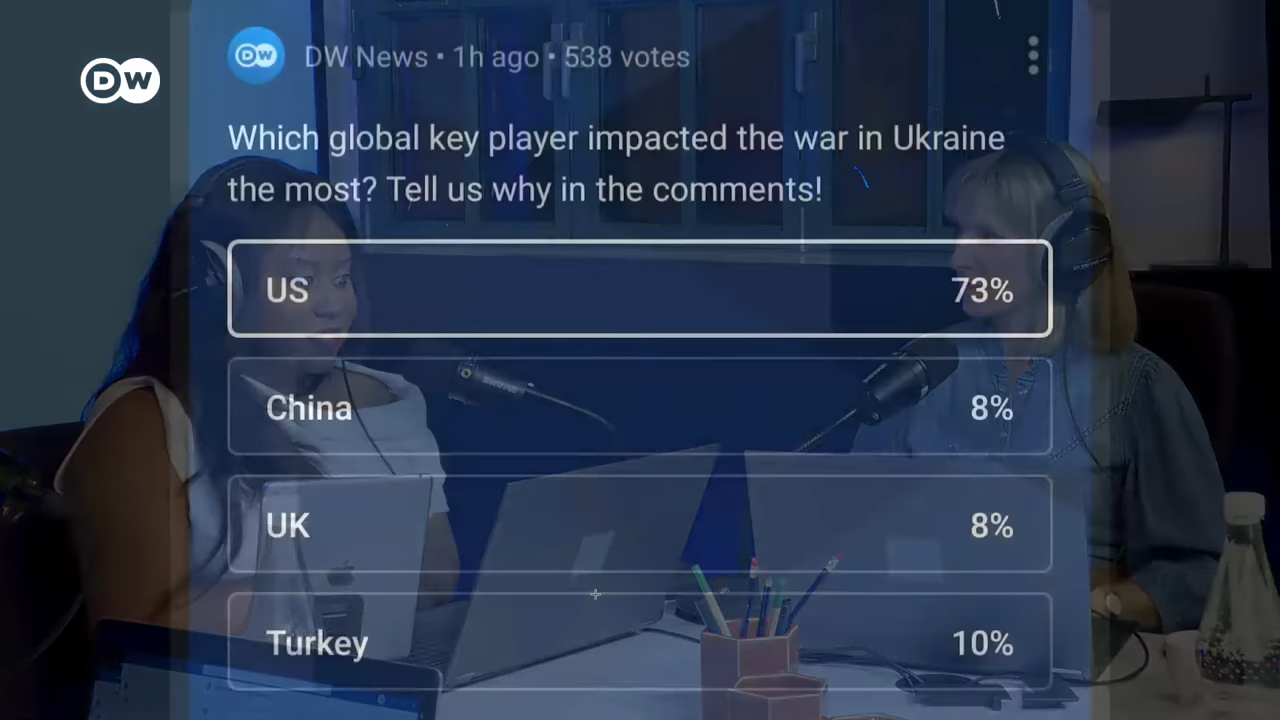 DW
DW
DW News • 1h ago • 538 votes
Which global key player impacted the war in Ukraine
the most? Tell us why in the comments!
US 73%
China 8%
UK 8%
Turkey 10%